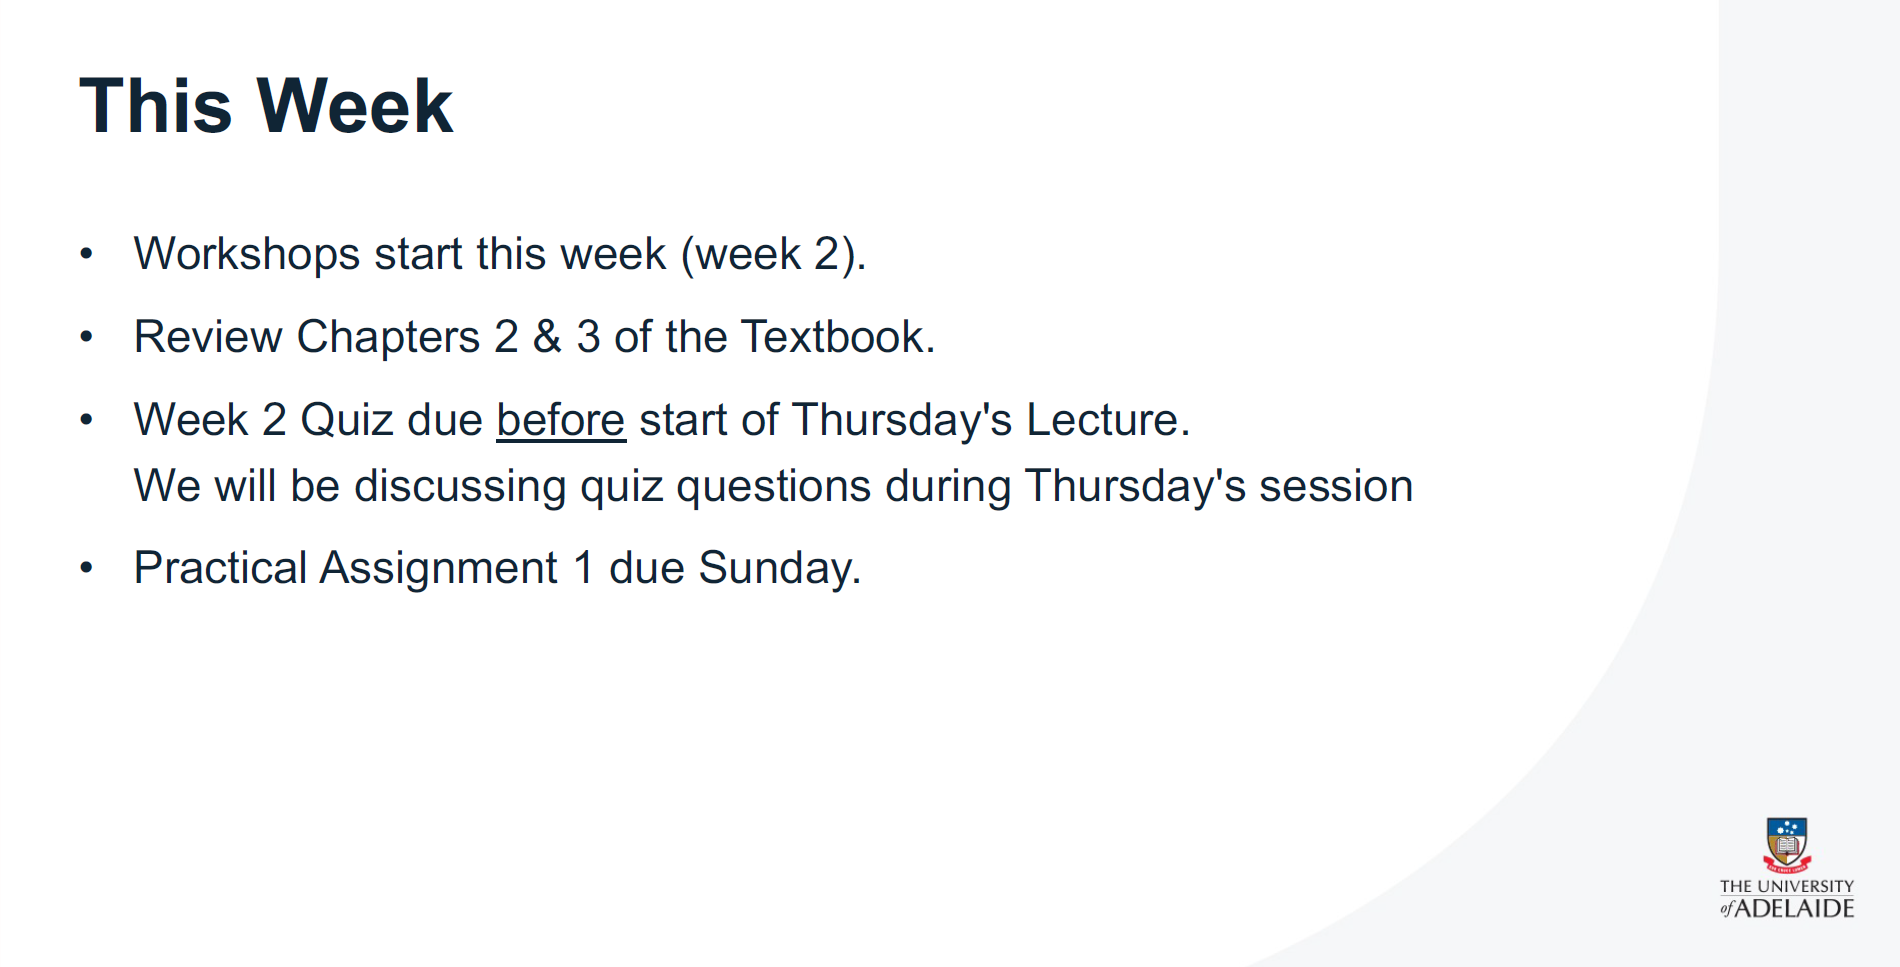 This Week
• Workshops start this week (week 2).
• Review Chapters 2 & 3 of the Textbook.
• Week 2 Quiz due before start of Thursday's Lecture.
We will be discussing quiz questions during Thursday's session
• Practical Assignment 1 due Sunday.
THE UNIVERSITY
of ADELAIDE